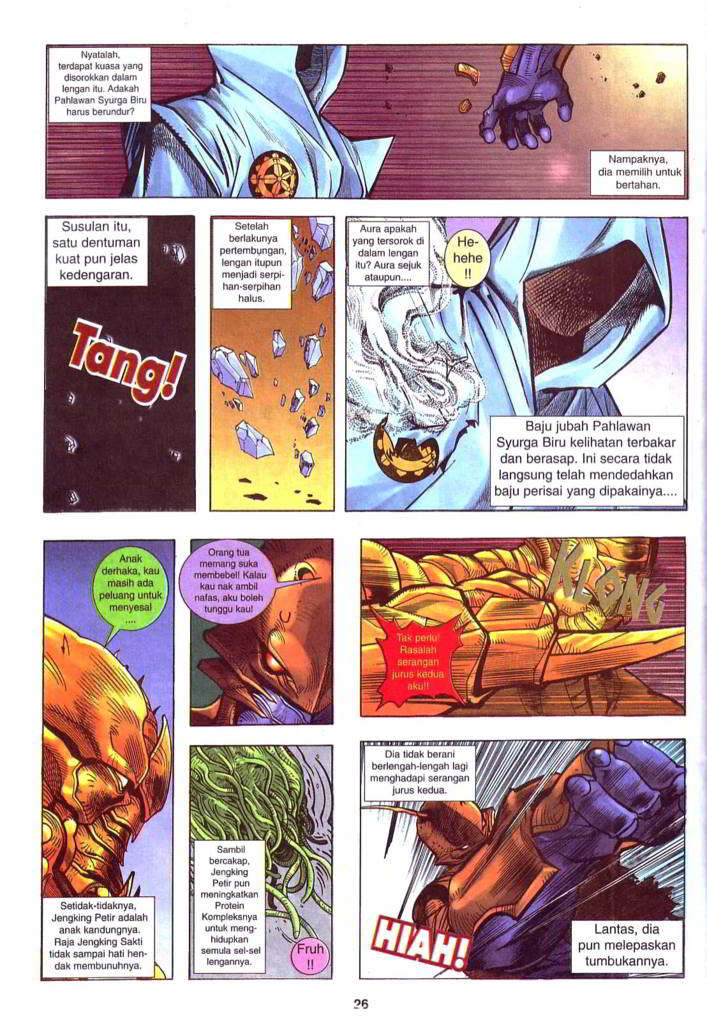 Nyatalah,
terdapat kuasa yang
disorokkan dalam
lengan itu. Adakah
Pahlawan Syurga Biru
harus berundur?
Nampaknya,
dia memilih untuk
bertahan.
Susulan itu,
satu dentuman
kuat pun jelas
kedengaran.
Tang!
Setelah
berlakunya
pertembungan,
lengan itupun
menjadi serpi-
han-serpihan
halus.
Aura apakah
yang tersorok di
dalam lengan
itu? Aura sejuk
ataupun....
He-
hehe
!!
Baju jubah Pahlawan
Syurga Biru kelihatan terbakar
dan berasap. Ini secara tidak
langsung telah mendedahkan
baju perisai yang dipakainya....
Anak
derhaka, kau
masih ada
peluang untuk
menyesal
....
Setidak-tidaknya,
Jengking Petir adalah
anak kandungnya.
Raja Jengking Sakti
tidak sampai hati hen-
dak membunuhnya.
Orang tua
memang suka
membebel! Kalau
kau nak ambil
nafas, aku boleh
tunggu kau!
KLONG
Tak perlu!
Rasalah
serangan
jurus kedua
aku!!
Sambil
bercakap,
Jengking
Petir pun
meningkatkan
Protein
Kompleksnya
untuk meng-
hidupkan
semula sel-sel
lengannya.
Fruh
!!
Dia tidak berani
berlengah-lengah lagi
menghadapi serangan
jurus kedua.
HIAH!
Lantas, dia
pun melepaskan
tumbukannya.
26